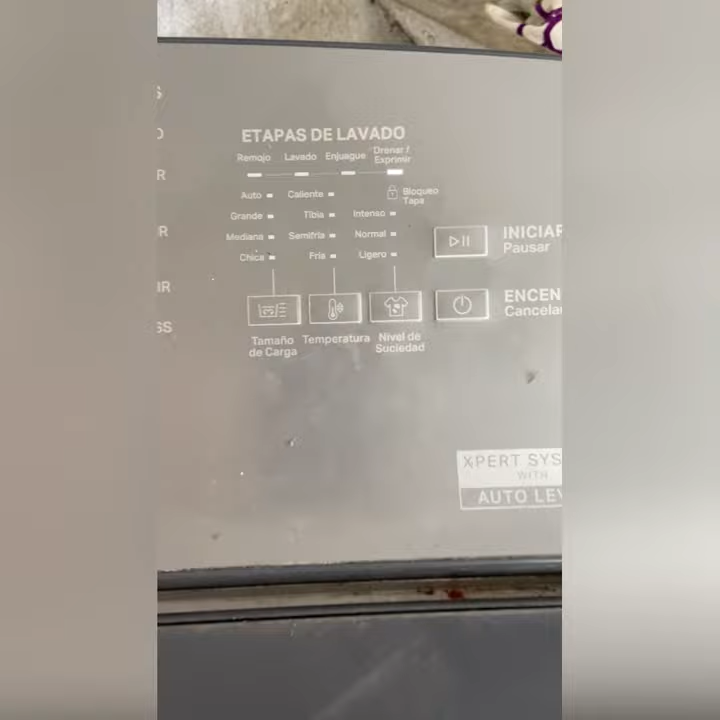 ETAPAS DE LAVADO
Remojo Lavado Enjuague Drenar / Exprimir
Auto Caliente Bloqueo Tapa
Grande Tibia Intenso
Mediana Semifría Normal
Chica Fría Ligero
Tamaño de Carga
Temperatura
Nivel de Suciedad
INICIAR
Pausar
ENCEN
Cancela
XPERT SYS
WITH
AUTO LEV